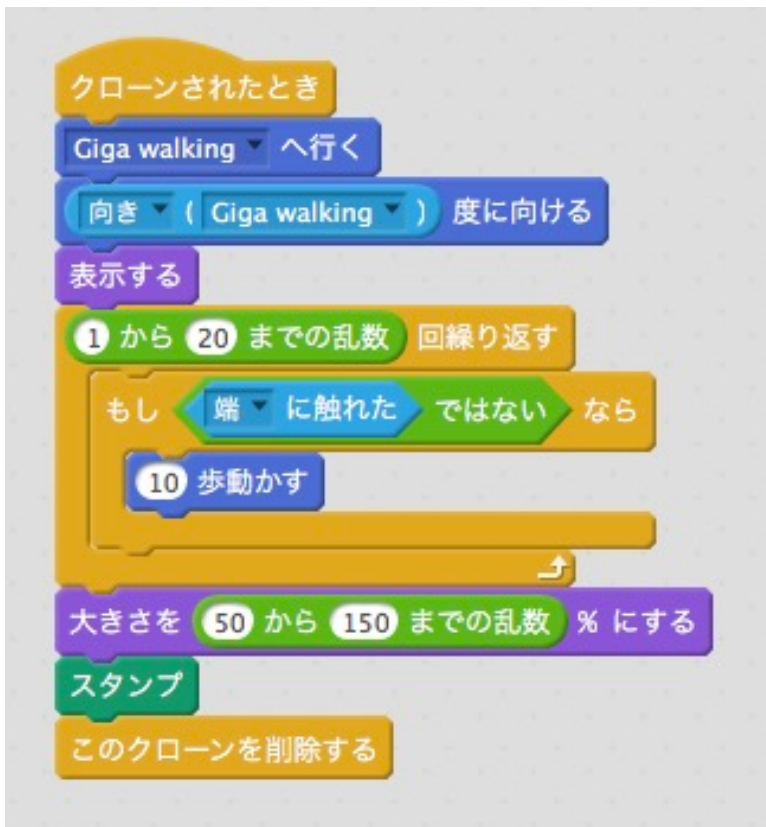 クローンされたとき
Giga walking へ行く
向き ( Giga walking ) 度に向ける
表示する
1 から 20 までの乱数 回繰り返す
もし 端 に触れた ではない なら
10 歩動かす
大きさを 50 から 150 までの乱数 % にする
スタンプ
このクローンを削除する